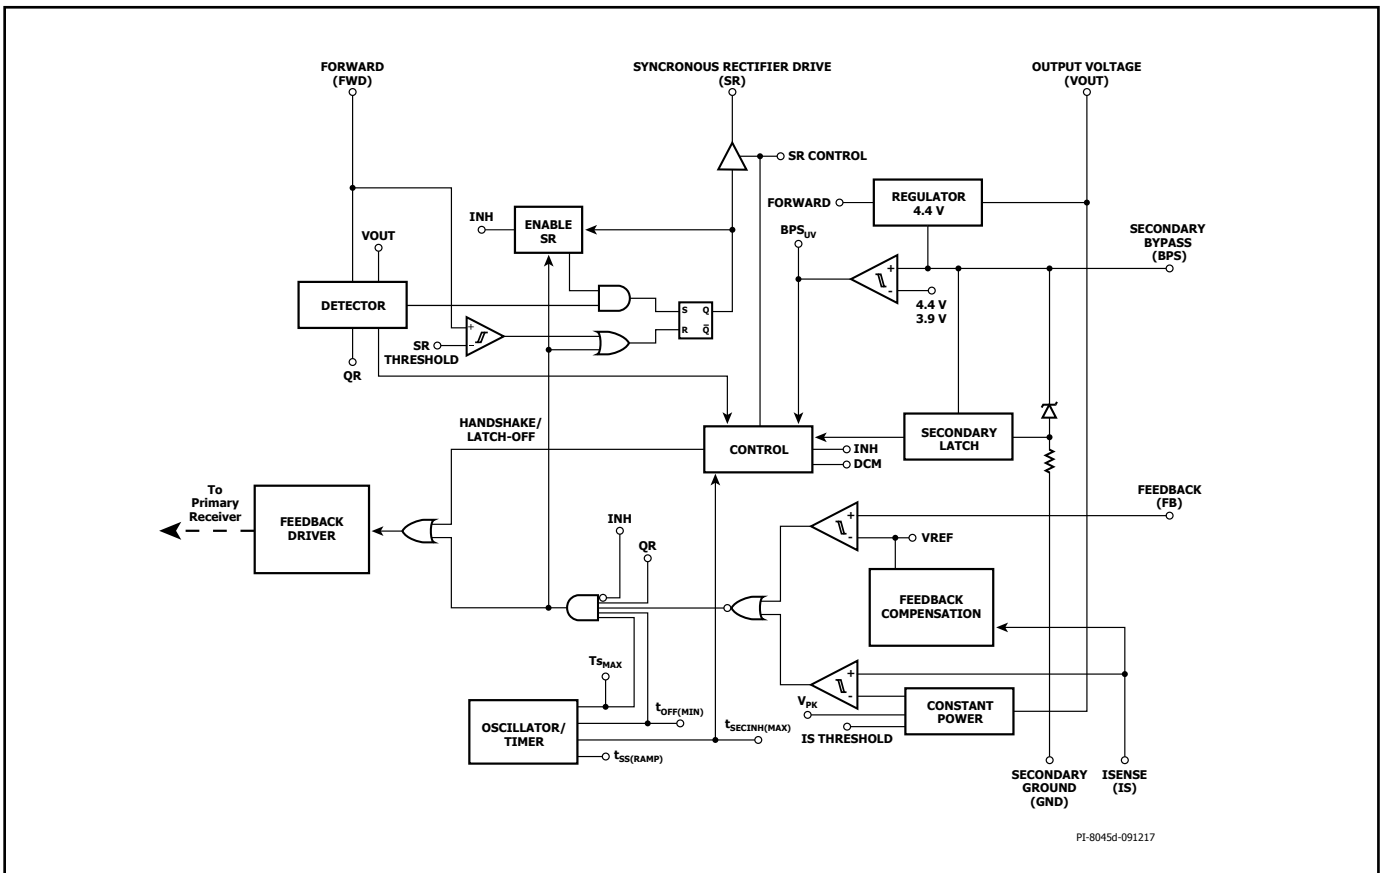 FORWARD
(FWD)
SYNCRONOUS RECTIFIER DRIVE
(SR)
OUTPUT VOLTAGE
(VOUT)
SR CONTROL
FORWARD
REGULATOR
4.4 V
INH
ENABLE
SR
VOUT
BPSUV
SECONDARY
BYPASS
(BPS)
+
-
4.4 V
3.9 V
DETECTOR
S Q
R Q̅
+
-
SR
THRESHOLD
QR
HANDSHAKE/
LATCH-OFF
CONTROL
INH
DCM
SECONDARY
LATCH
To
Primary
Receiver
FEEDBACK
DRIVER
INH
QR
FEEDBACK
(FB)
+
-
VREF
FEEDBACK
COMPENSATION
TsMAX
+
-
VPK
CONSTANT
POWER
IS THRESHOLD
OSCILLATOR/
TIMER
tOFF(MIN)
tSECINH(MAX)
tSS(RAMP)
SECONDARY
GROUND
(GND)
ISENSE
(IS)
PI-8045d-091217